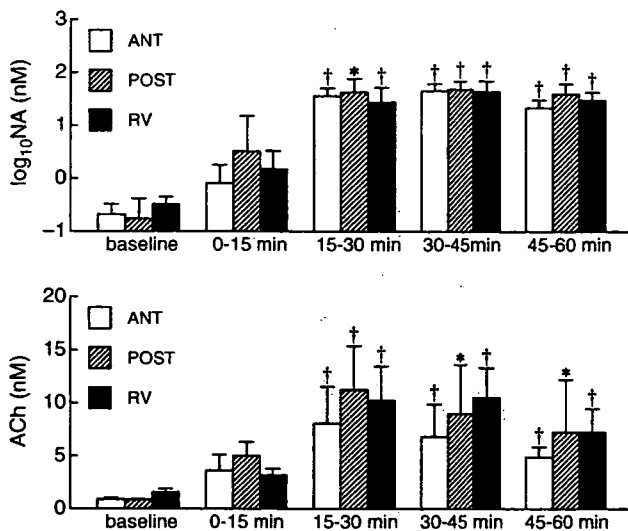 ANT
POST
RV
log10NA (nM)
3
2
1
0
−1
† * † † † † † † †
baseline 0-15 min 15-30 min 30-45min 45-60 min
ANT
POST
RV
ACh (nM)
20
15
10
5
0
† † † † * † † * †
baseline 0-15 min 15-30 min 30-45 min 45-60 min